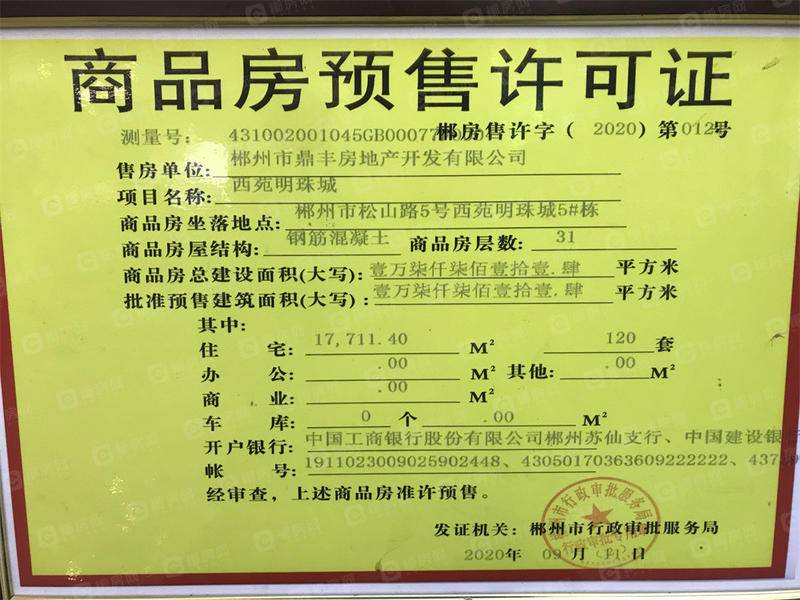 商品房预售许可证
测量号: 431002001045GB00077 郴房售许字(2020)第012号
售房单位: 郴州市鼎丰房地产开发有限公司
项目名称: 西苑明珠城
商品房坐落地点: 郴州市松山路5号西苑明珠城5#栋
商品房屋结构: 钢筋混凝土 商品房层数: 31
商品房总建设面积(大写): 壹万柒仟柒佰壹拾壹.肆 平方米
批准预售建筑面积(大写): 壹万柒仟柒佰壹拾壹.肆 平方米
其中:
住 宅: 17,711.40 M² 120 套
办 公: .00 M² 其他: .00 M²
商 业: .00 M²
车 库: 0 个 .00 M²
开户银行: 中国工商银行股份有限公司郴州苏仙支行、中国建设银行
帐 号: 1911023009025902448、43050170363609222222、4375
经审查,上述商品房准许预售。
发证机关: 郴州市行政审批服务局
2020年 09月 11日